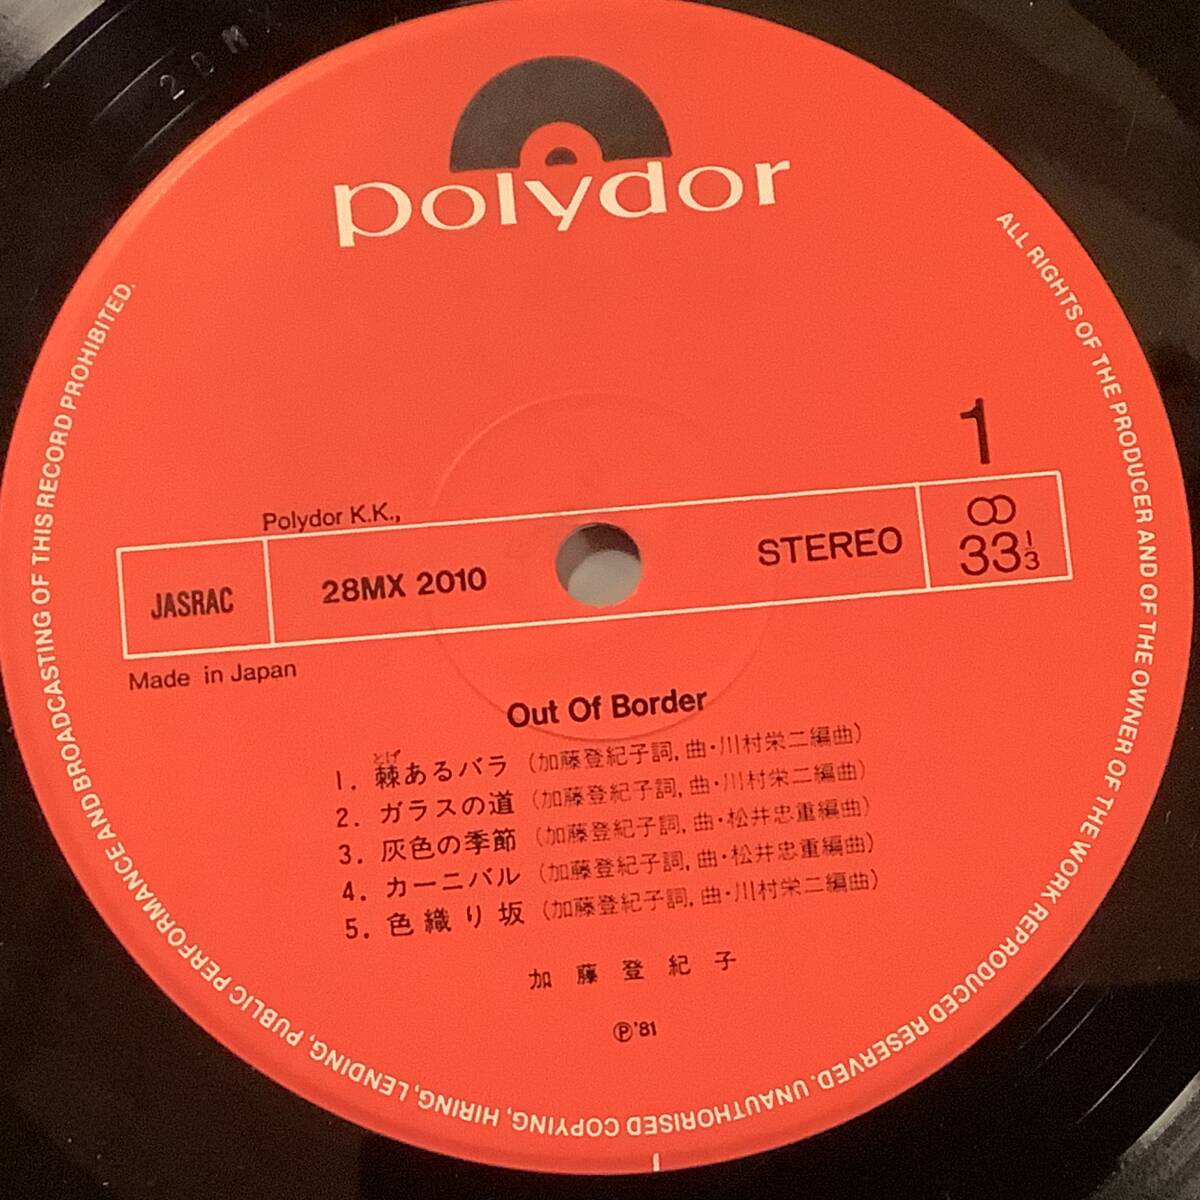 2 D M X
polydor
1
Polydor K.K.,
JASRAC
28MX 2010
STEREO
33 1/3
Made in Japan
Out Of Border
とげ
1. 棘あるバラ (加藤登紀子詞, 曲・川村栄二編曲)
2. ガラスの道 (加藤登紀子詞, 曲・川村栄二編曲)
3. 灰色の季節 (加藤登紀子詞, 曲・松井忠重編曲)
4. カーニバル (加藤登紀子詞, 曲・松井忠重編曲)
5. 色織り坂 (加藤登紀子詞, 曲・川村栄二編曲)
加藤登紀子
Ⓟ'81
ALL RIGHTS OF THE PRODUCER AND OF THE OWNER OF THE WORK REPRODUCED RESERVED. UNAUTHORISED COPYING, HIRING, LENDING, PUBLIC PERFORMANCE AND BROADCASTING OF THIS RECORD PROHIBITED.